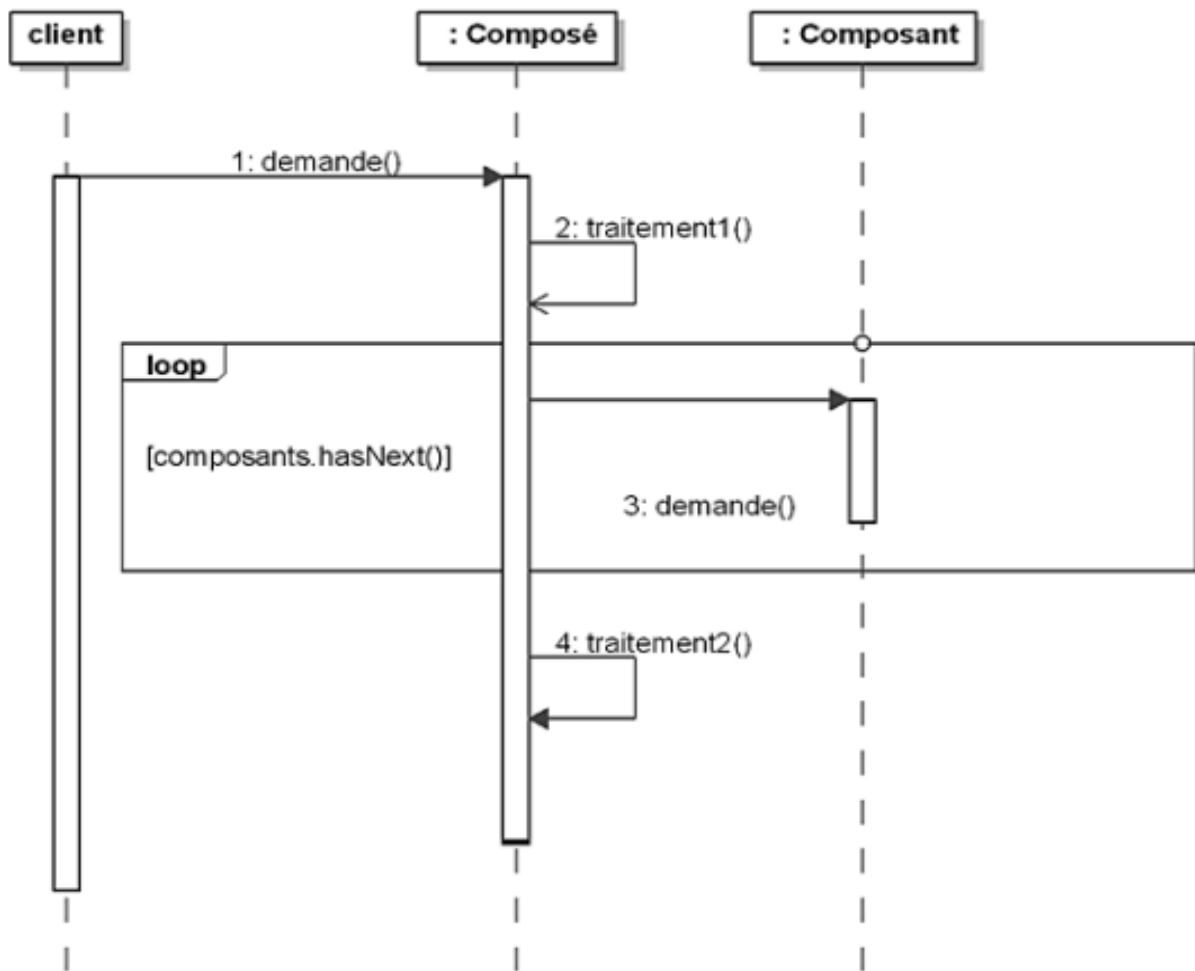 client
: Composé
: Composant
1: demande()
2: traitement1()
loop
[composants.hasNext()]
3: demande()
4: traitement2()